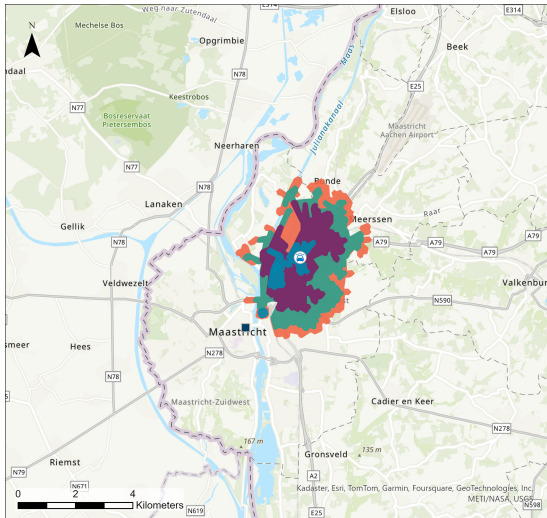 E314
Elsloo
E314
Weg naar Zutendaal
Mechelse Bos
N
Opgrimbie
Beek
Maas
ndaal
N78
E25
Keestrobos
N77
Bosreservaat
Pietersembos
Julianakanaal
Maastricht
Aachen Airport
Neerharen
N77
Bunde
N78
Lanaken
Meerssen
Raar
Gellik
N78
A79
A79
Veldwezelt
Valkenbur
N590
Maastricht
smeer
Hees
N278
N78
Maastricht-Zuidwest
Cadier en Keer
N278
167 m
135 m
Gronsveld
Riemst
N79
A2
N671
Kadaster, Esri, TomTom, Garmin, Foursquare, GeoTechnologies, Inc,
METI/NASA, USGS
0 2 4
Kilometers
N619
E25
N598